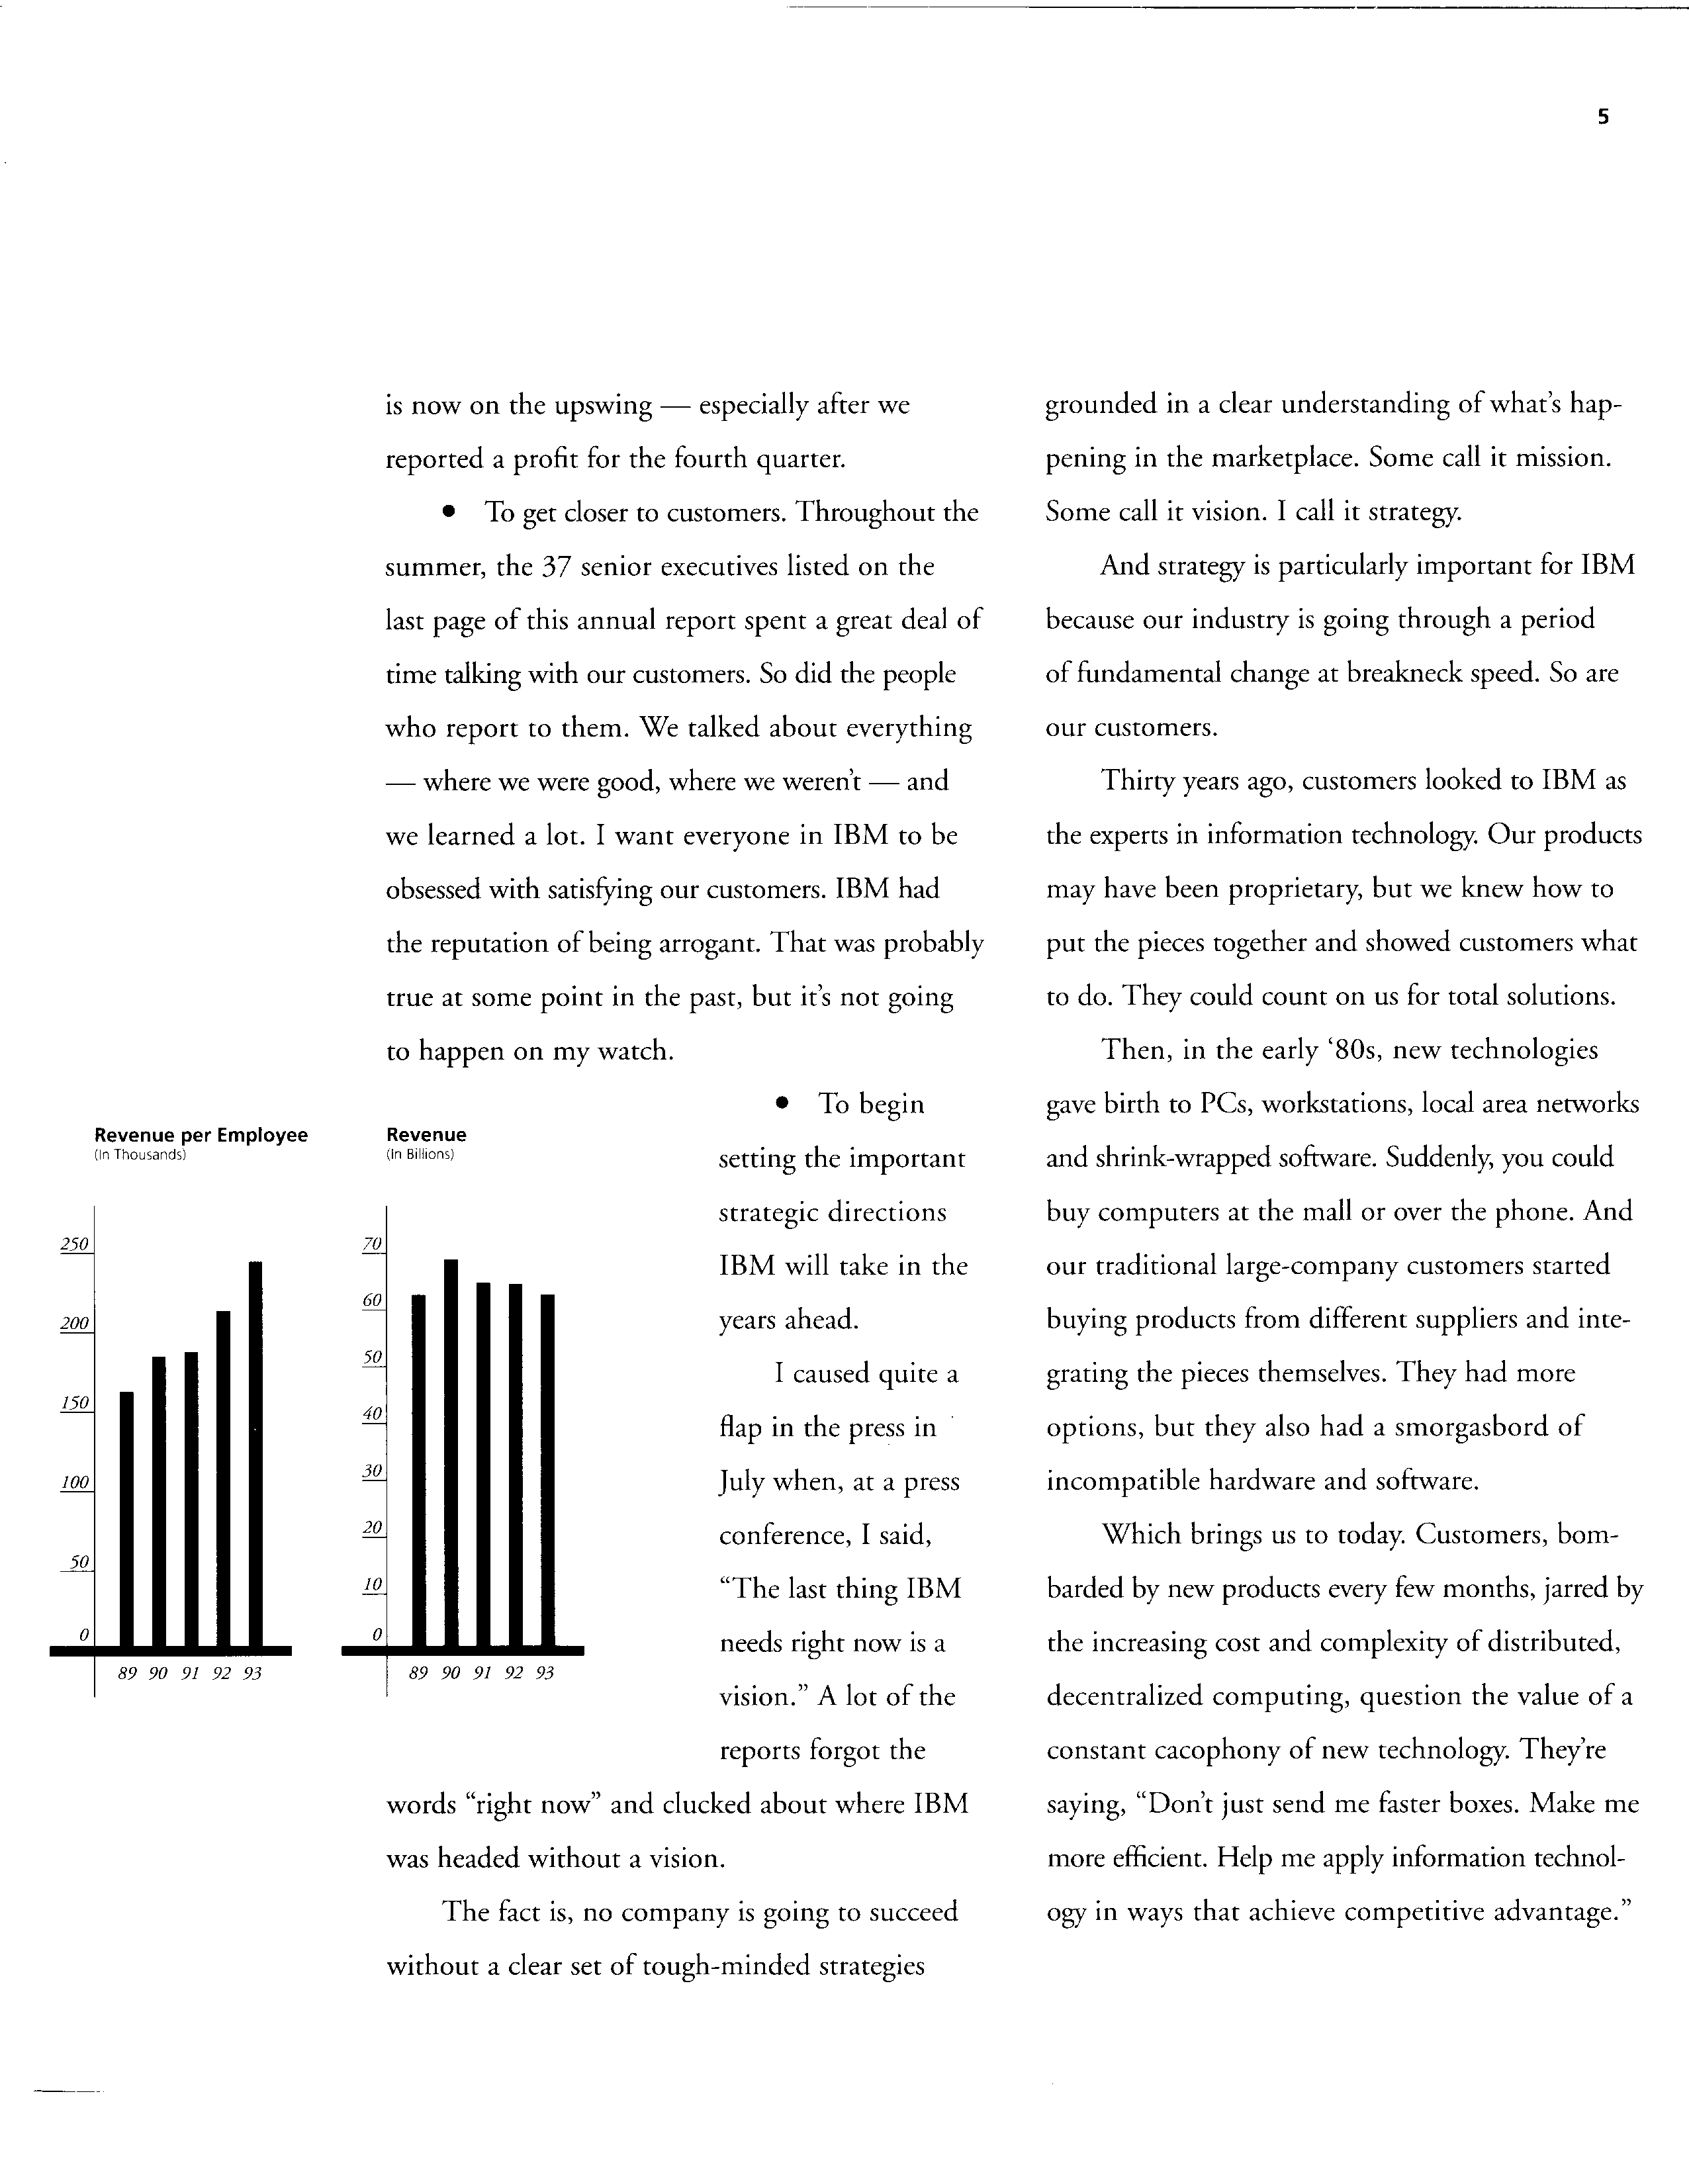 5
is now on the upswing — especially after we
reported a profit for the fourth quarter.
• To get closer to customers. Throughout the
summer, the 37 senior executives listed on the
last page of this annual report spent a great deal of
time talking with our customers. So did the people
who report to them. We talked about everything
— where we were good, where we weren't — and
we learned a lot. I want everyone in IBM to be
obsessed with satisfying our customers. IBM had
the reputation of being arrogant. That was probably
true at some point in the past, but it's not going
to happen on my watch.
Revenue per Employee
(In Thousands)
250
200
150
100
50
0
89 90 91 92 93
Revenue
(In Billions)
70
60
50
40
30
20
10
0
89 90 91 92 93
• To begin
setting the important
strategic directions
IBM will take in the
years ahead.
I caused quite a
flap in the press in
July when, at a press
conference, I said,
“The last thing IBM
needs right now is a
vision.” A lot of the
reports forgot the
words “right now” and clucked about where IBM
was headed without a vision.
The fact is, no company is going to succeed
without a clear set of tough-minded strategies
grounded in a clear understanding of what's hap-
pening in the marketplace. Some call it mission.
Some call it vision. I call it strategy.
And strategy is particularly important for IBM
because our industry is going through a period
of fundamental change at breakneck speed. So are
our customers.
Thirty years ago, customers looked to IBM as
the experts in information technology. Our products
may have been proprietary, but we knew how to
put the pieces together and showed customers what
to do. They could count on us for total solutions.
Then, in the early ‘80s, new technologies
gave birth to PCs, workstations, local area networks
and shrink-wrapped software. Suddenly, you could
buy computers at the mall or over the phone. And
our traditional large-company customers started
buying products from different suppliers and inte-
grating the pieces themselves. They had more
options, but they also had a smorgasbord of
incompatible hardware and software.
Which brings us to today. Customers, bom-
barded by new products every few months, jarred by
the increasing cost and complexity of distributed,
decentralized computing, question the value of a
constant cacophony of new technology. They're
saying, “Don't just send me faster boxes. Make me
more efficient. Help me apply information technol-
ogy in ways that achieve competitive advantage.”